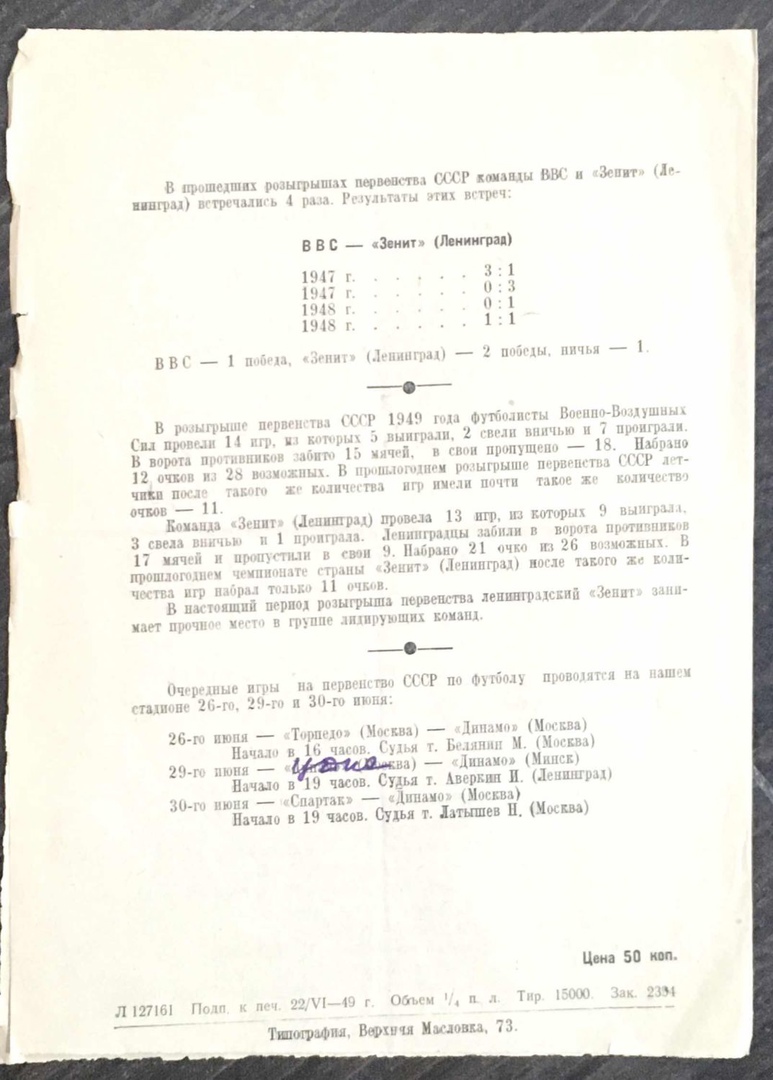 В прошедших розыгрышах первенства СССР команды ВВС и «Зенит» (Ле-
нинград) встречались 4 раза. Результаты этих встреч:
ВВС — «Зенит» (Ленинград)
1947 г. . . . . . 3 : 1
1947 г. . . . . . 0 : 3
1948 г. . . . . . 0 : 1
1948 г. . . . . . 1 : 1
ВВС — 1 победа, «Зенит» (Ленинград) — 2 победы, ничья — 1.
В розыгрыше первенства СССР 1949 года футболисты Военно-Воздушных
Сил провели 14 игр, из которых 5 выиграли, 2 свели вничью и 7 проиграли.
В ворота противников забито 15 мячей, в свои пропущено — 18. Набрано
12 очков из 28 возможных. В прошлогоднем розыгрыше первенства СССР лет-
чики после такого же количества игр имели почти такое же количество
очков — 11.
Команда «Зенит» (Ленинград) провела 13 игр, из которых 9 выиграла,
3 свела вничью и 1 проиграла. Ленинградцы забили в ворота противников
17 мячей и пропустили в свои 9. Набрано 21 очко из 26 возможных. В
прошлогоднем чемпионате страны «Зенит» (Ленинград) после такого же коли-
чества игр набрал только 11 очков.
В настоящий период розыгрыша первенства ленинградский «Зенит» зани-
мает прочное место в группе лидирующих команд.
Очередные игры на первенство СССР по футболу проводятся на нашем
стадионе 26-го, 29-го и 30-го июня:
26-го июня — «Торпедо» (Москва) — «Динамо» (Москва)
Начало в 16 часов. Судья т. Белянин М. (Москва)
29-го июня — — «Динамо» (Минск)
Начало в 19 часов. Судья т. Аверкин И. (Ленинград)
30-го июня — «Спартак» — «Динамо» (Москва)
Начало в 19 часов. Судья т. Латышев Н. (Москва)
Цена 50 коп.
Л 127161 Подп. к печ. 22/VI—49 г. Объем 1/4 п. л. Тир. 15000. Зак. 2394
Типография, Верхняя Масловка, 73.